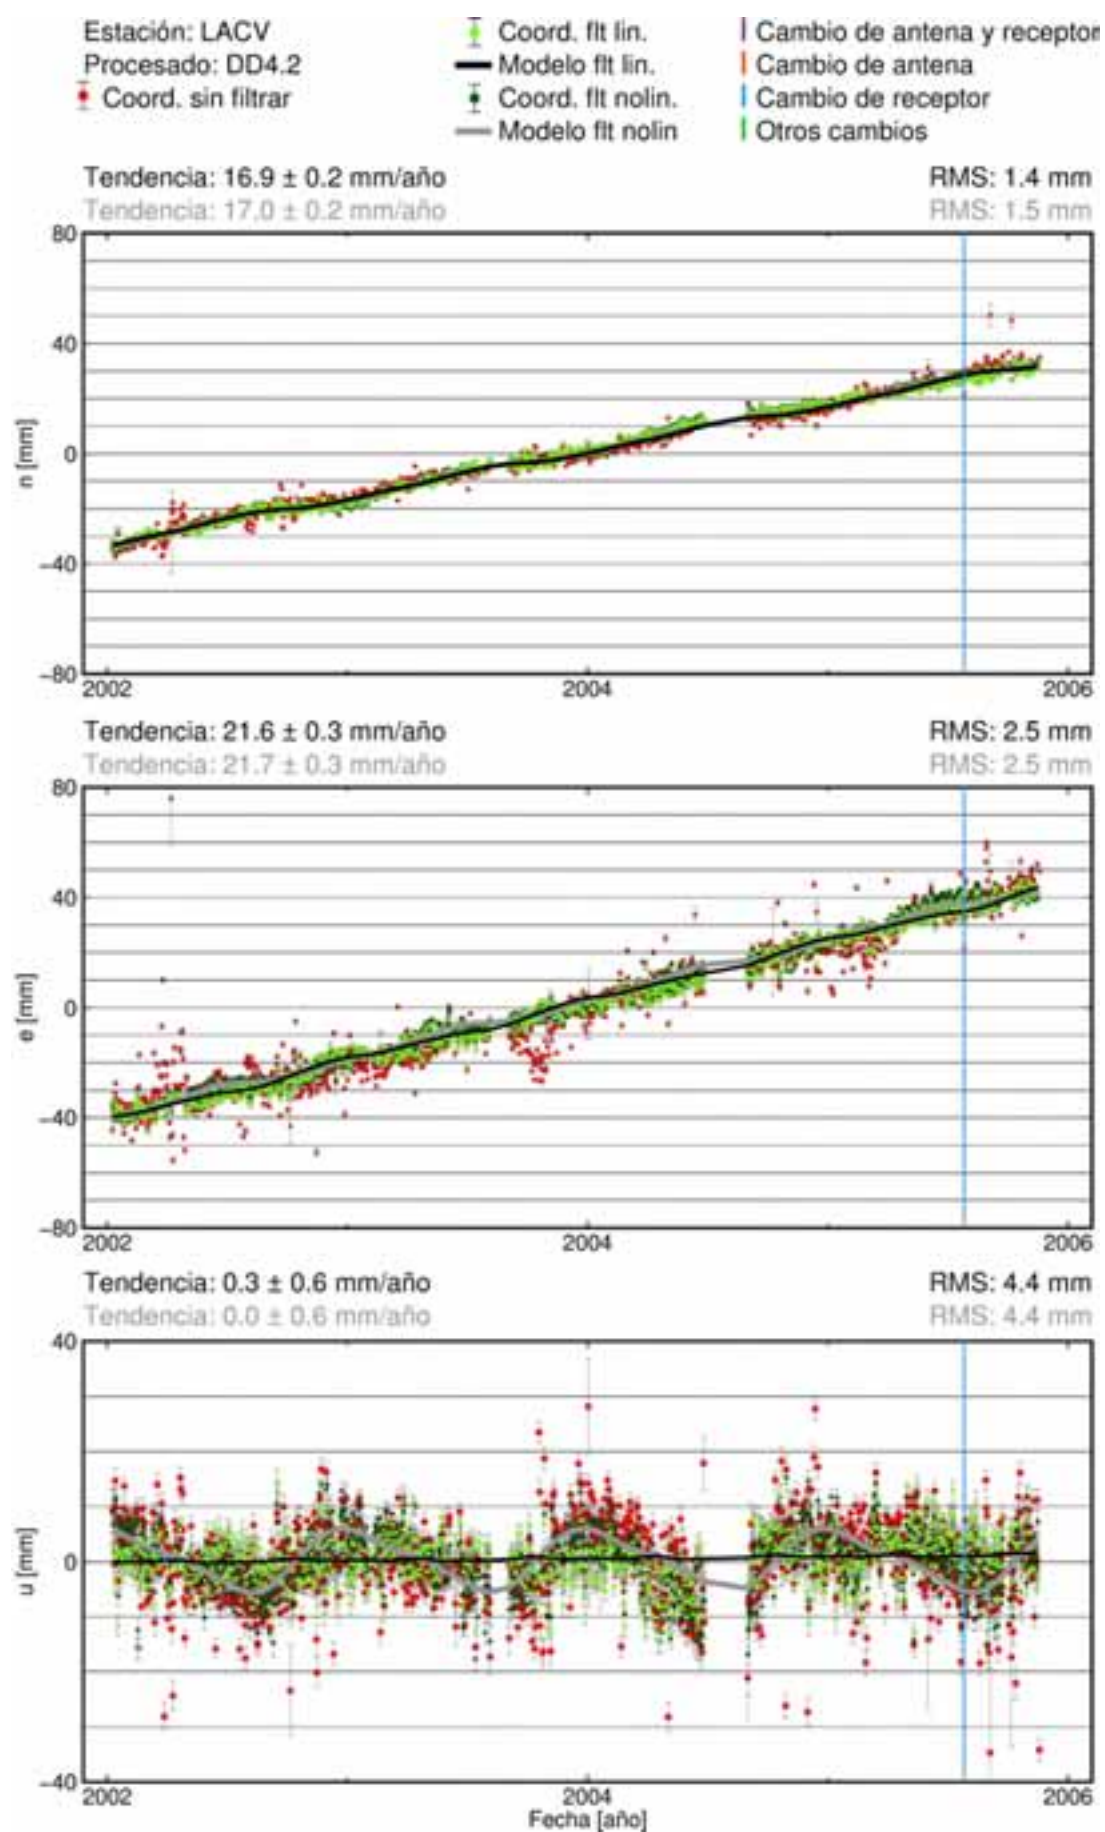 Estación: LACV
Procesado: DD4.2
Coord. sin filtrar
Coord. flt lin.
Modelo flt lin.
Coord. flt nolin.
Modelo flt nolin
Cambio de antena y receptor
Cambio de antena
Cambio de receptor
Otros cambios
Tendencia: 16.9 ± 0.2 mm/año
RMS: 1.4 mm
Tendencia: 17.0 ± 0.2 mm/año
RMS: 1.5 mm
80
40
0
−40
−80
n [mm]
2002
2004
2006
Tendencia: 21.6 ± 0.3 mm/año
RMS: 2.5 mm
Tendencia: 21.7 ± 0.3 mm/año
RMS: 2.5 mm
80
40
0
−40
−80
e [mm]
2002
2004
2006
Tendencia: 0.3 ± 0.6 mm/año
RMS: 4.4 mm
Tendencia: 0.0 ± 0.6 mm/año
RMS: 4.4 mm
40
20
0
−20
−40
u [mm]
2002
2004
2006
Fecha [año]